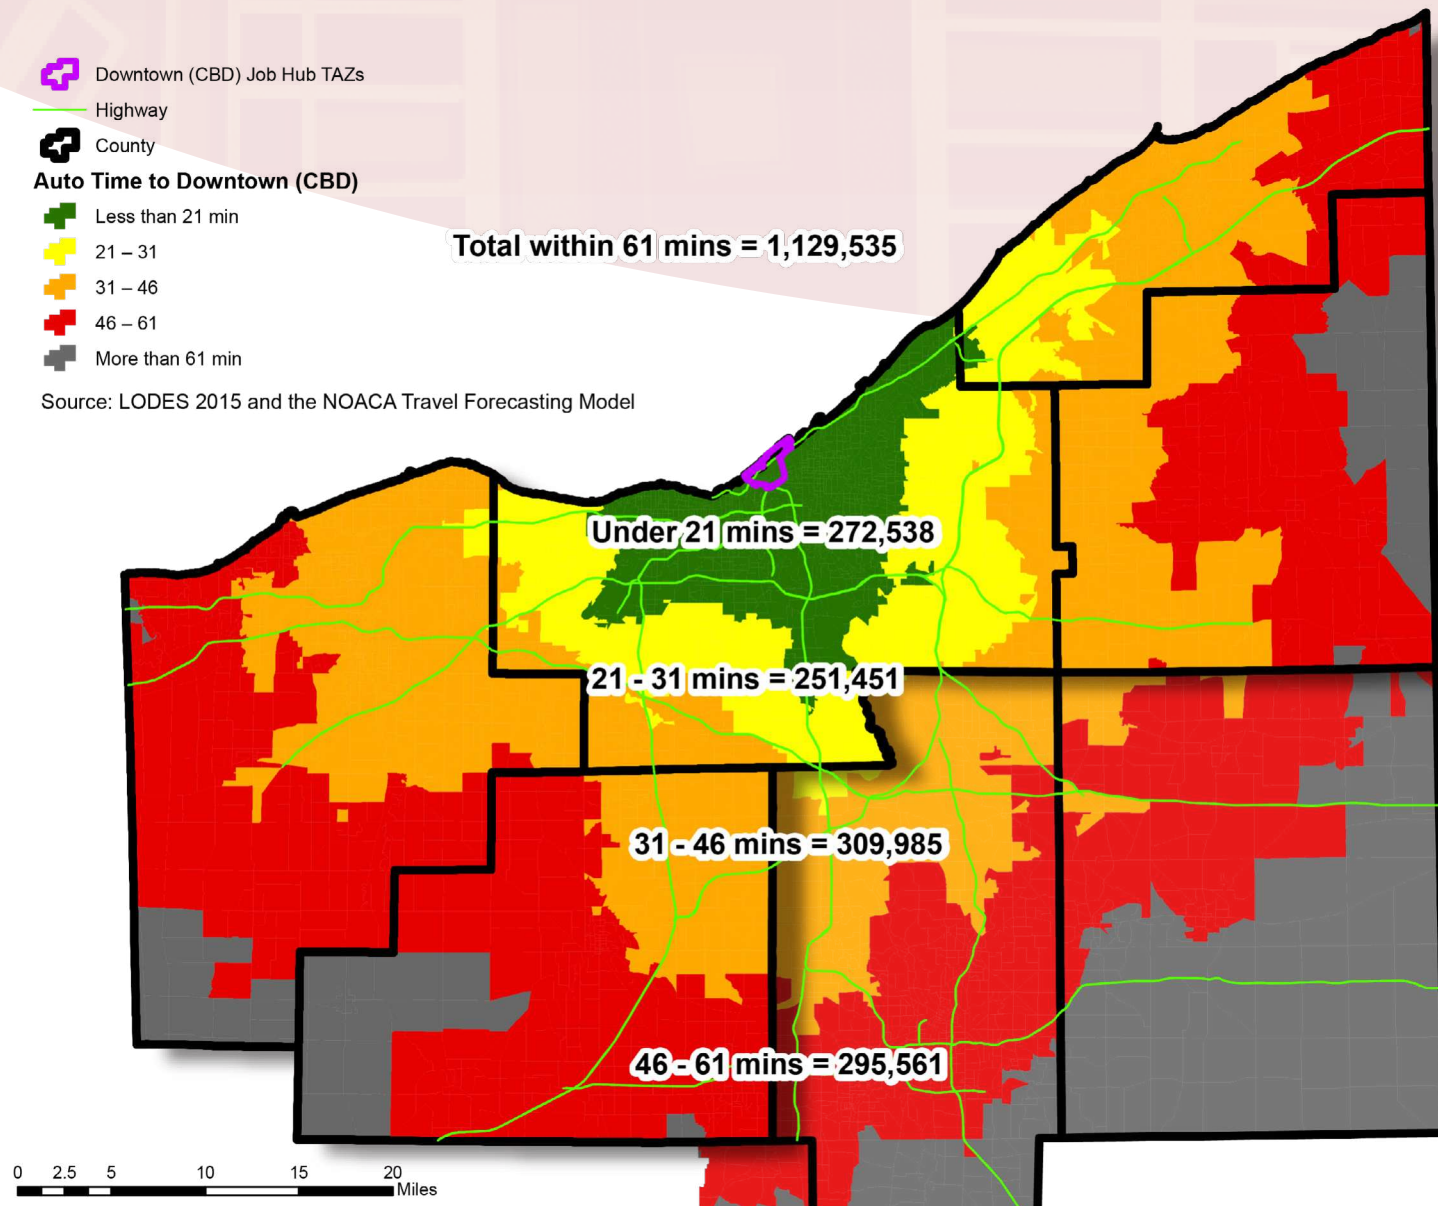 Downtown (CBD) Job Hub TAZs
Highway
County
Auto Time to Downtown (CBD)
Less than 21 min
21 – 31
31 – 46
46 – 61
More than 61 min
Source: LODES 2015 and the NOACA Travel Forecasting Model
Total within 61 mins = 1,129,535
Under 21 mins = 272,538
21 - 31 mins = 251,451
31 - 46 mins = 309,985
46 - 61 mins = 295,561
0 2.5 5 10 15 20
Miles